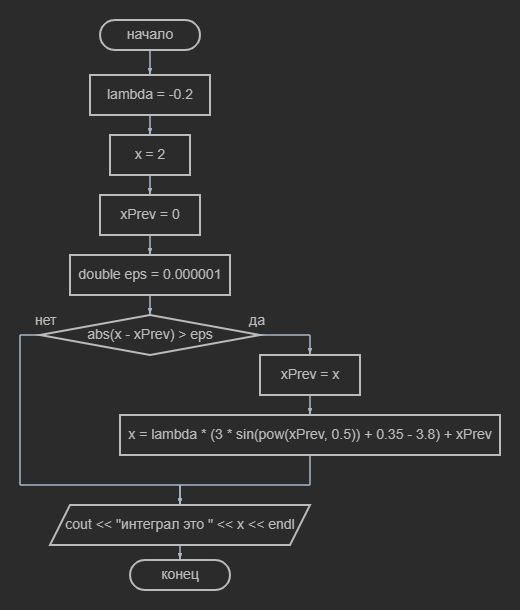 начало
lambda = -0.2
x = 2
xPrev = 0
double eps = 0.000001
нет
да
abs(x - xPrev) > eps
xPrev = x
x = lambda * (3 * sin(pow(xPrev, 0.5)) + 0.35 - 3.8) + xPrev
cout << "интеграл это " << x << endl
конец